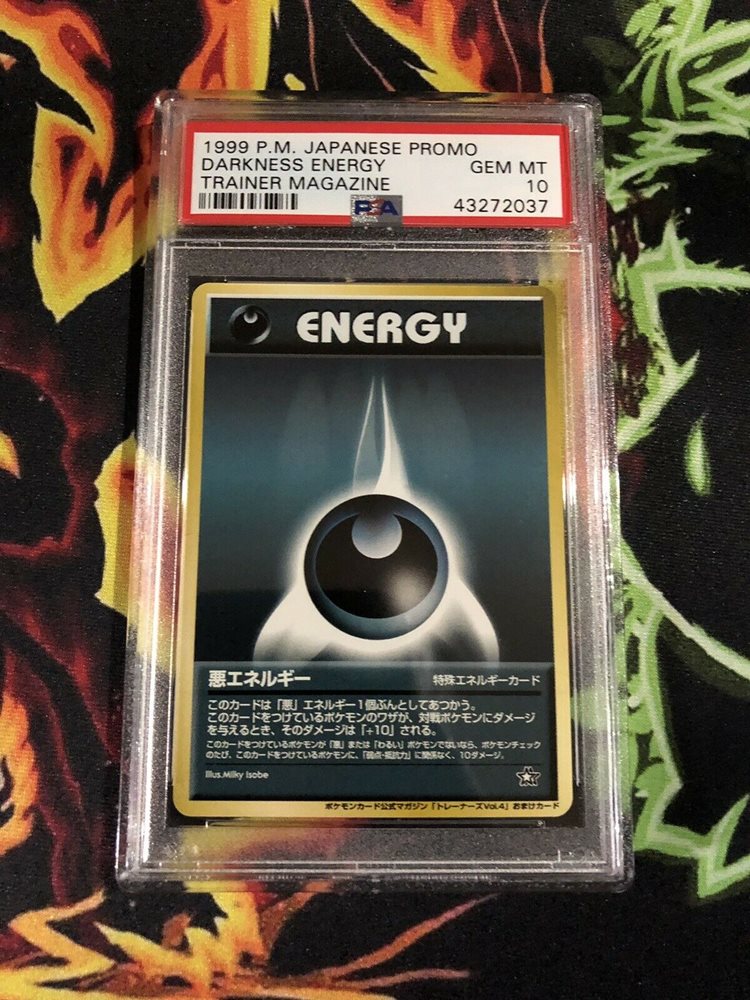 1999 P.M. JAPANESE PROMO
DARKNESS ENERGY GEM MT
TRAINER MAGAZINE 10
PSA 43272037
ENERGY
悪エネルギー 特殊エネルギーカード
このカードは「悪」エネルギー1個ぶんとしてあつかう。
このカードをつけているポケモンのワザが、対戦ポケモンにダメージ
を与えるとき、そのダメージは「+10」される。
このカードをつけているポケモンが「悪」または「わるい」ポケモンでないなら、ポケモンチェック
のたび、このカードをつけているポケモンに、「弱点・抵抗力」に関係なく、10ダメージ。
Illus.Milky Isobe
ポケモンカード公式マガジン「トレーナーズVol.4」おまけカード